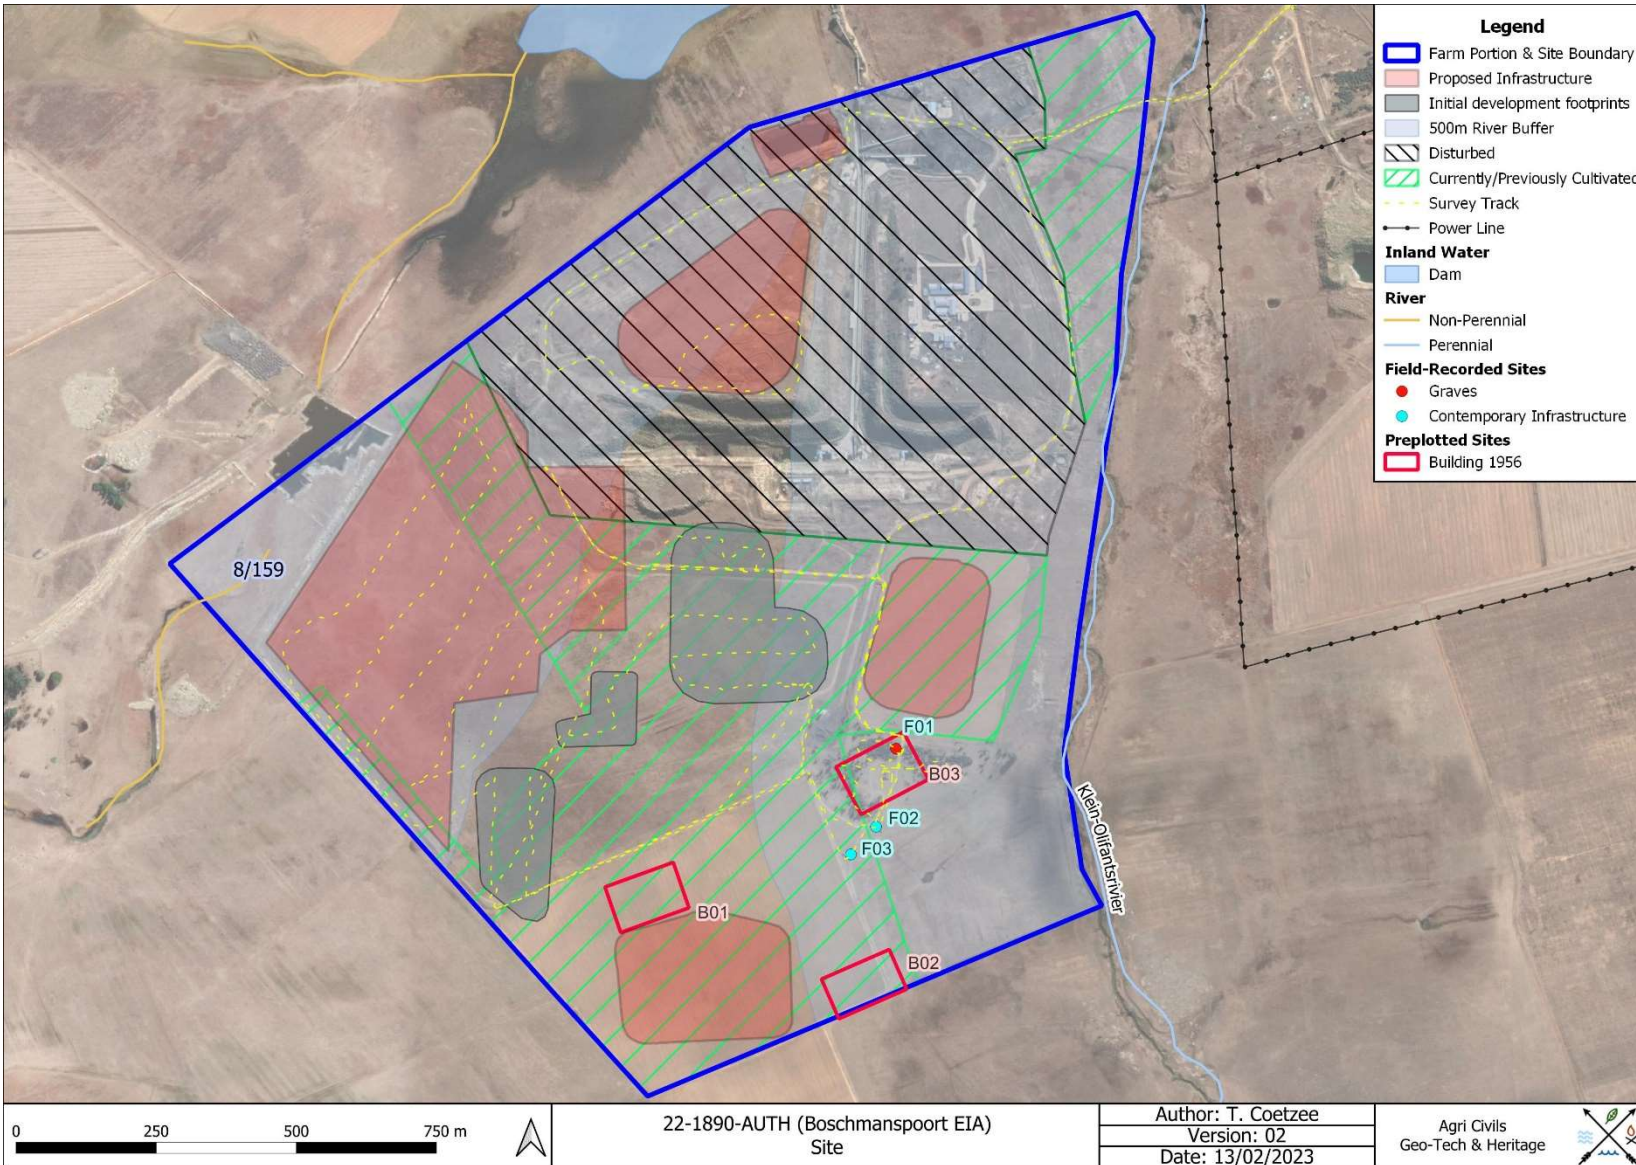 Legend
Farm Portion & Site Boundary
Proposed Infrastructure
Initial development footprints
500m River Buffer
Disturbed
Currently/Previously Cultivated
Survey Track
Power Line
Inland Water
Dam
River
Non-Perennial
Perennial
Field-Recorded Sites
Graves
Contemporary Infrastructure
Preplotted Sites
Building 1956
8/159
F01
B03
F02
F03
B01
B02
Klein-Olifantsrivier
0 250 500 750 m
22-1890-AUTH (Boschmanspoort EIA)
Site
Author: T. Coetzee
Version: 02
Date: 13/02/2023
Agri Civils
Geo-Tech & Heritage